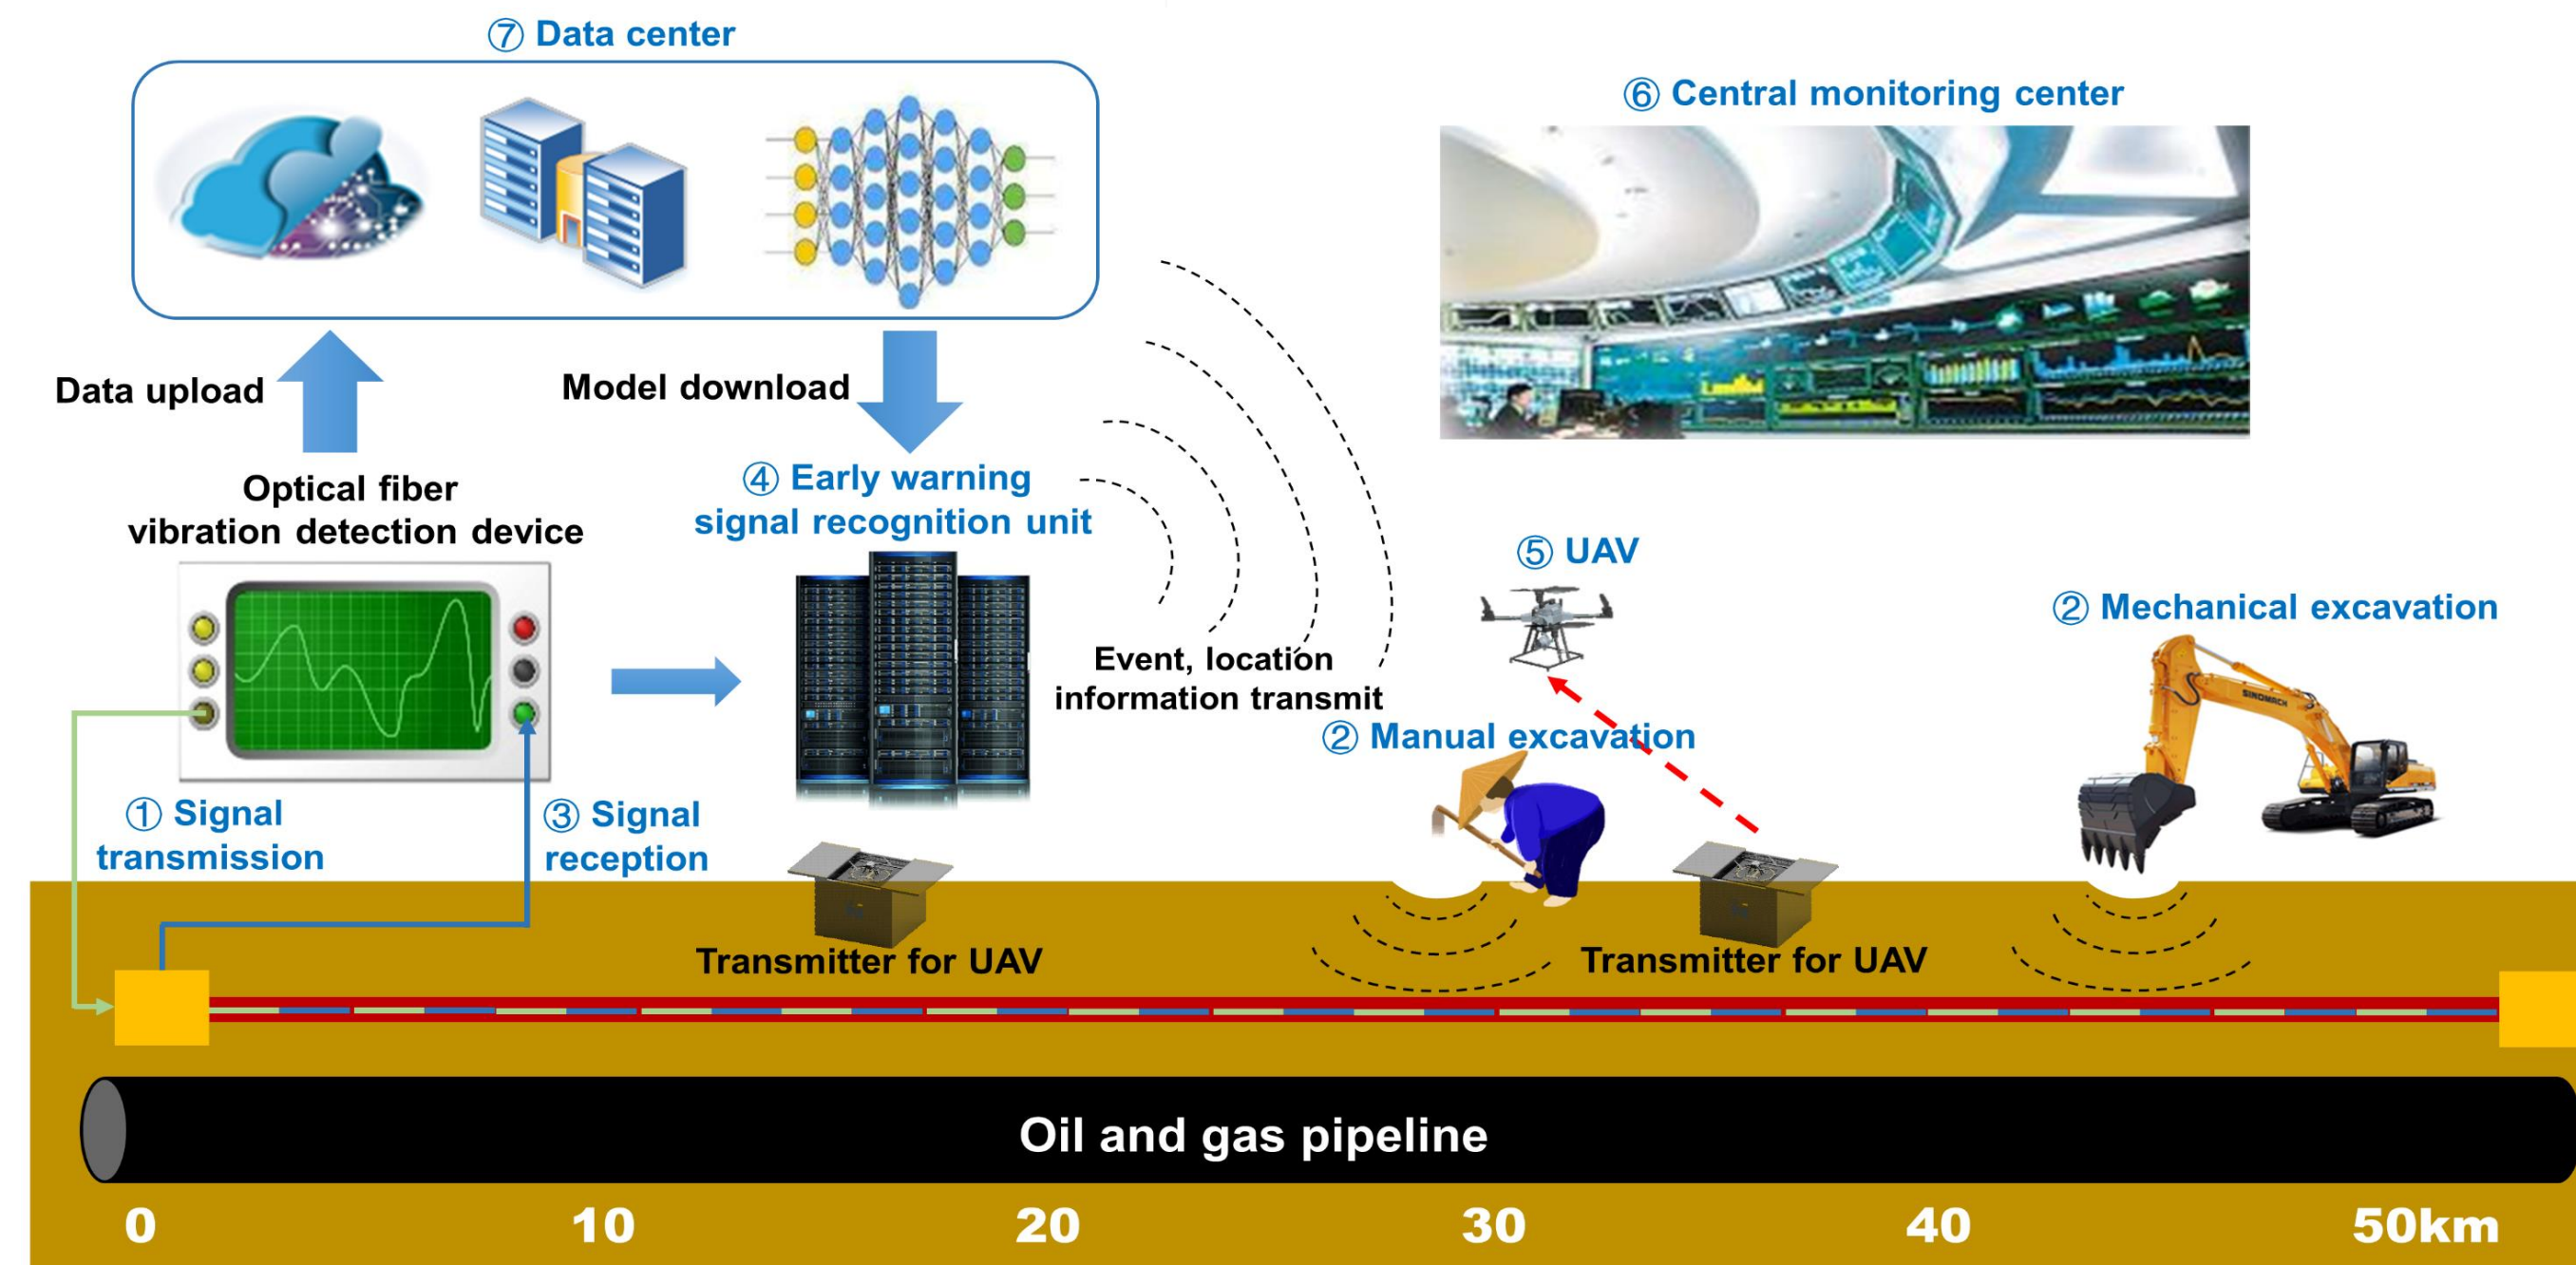 ⑦ Data center
⑥ Central monitoring center
Data upload
Model download
Optical fiber
vibration detection device
④ Early warning
signal recognition unit
⑤ UAV
② Mechanical excavation
Event, location
information transmit
SINOMACH
② Manual excavation
① Signal
transmission
③ Signal
reception
Transmitter for UAV
Transmitter for UAV
Oil and gas pipeline
0
10
20
30
40
50km